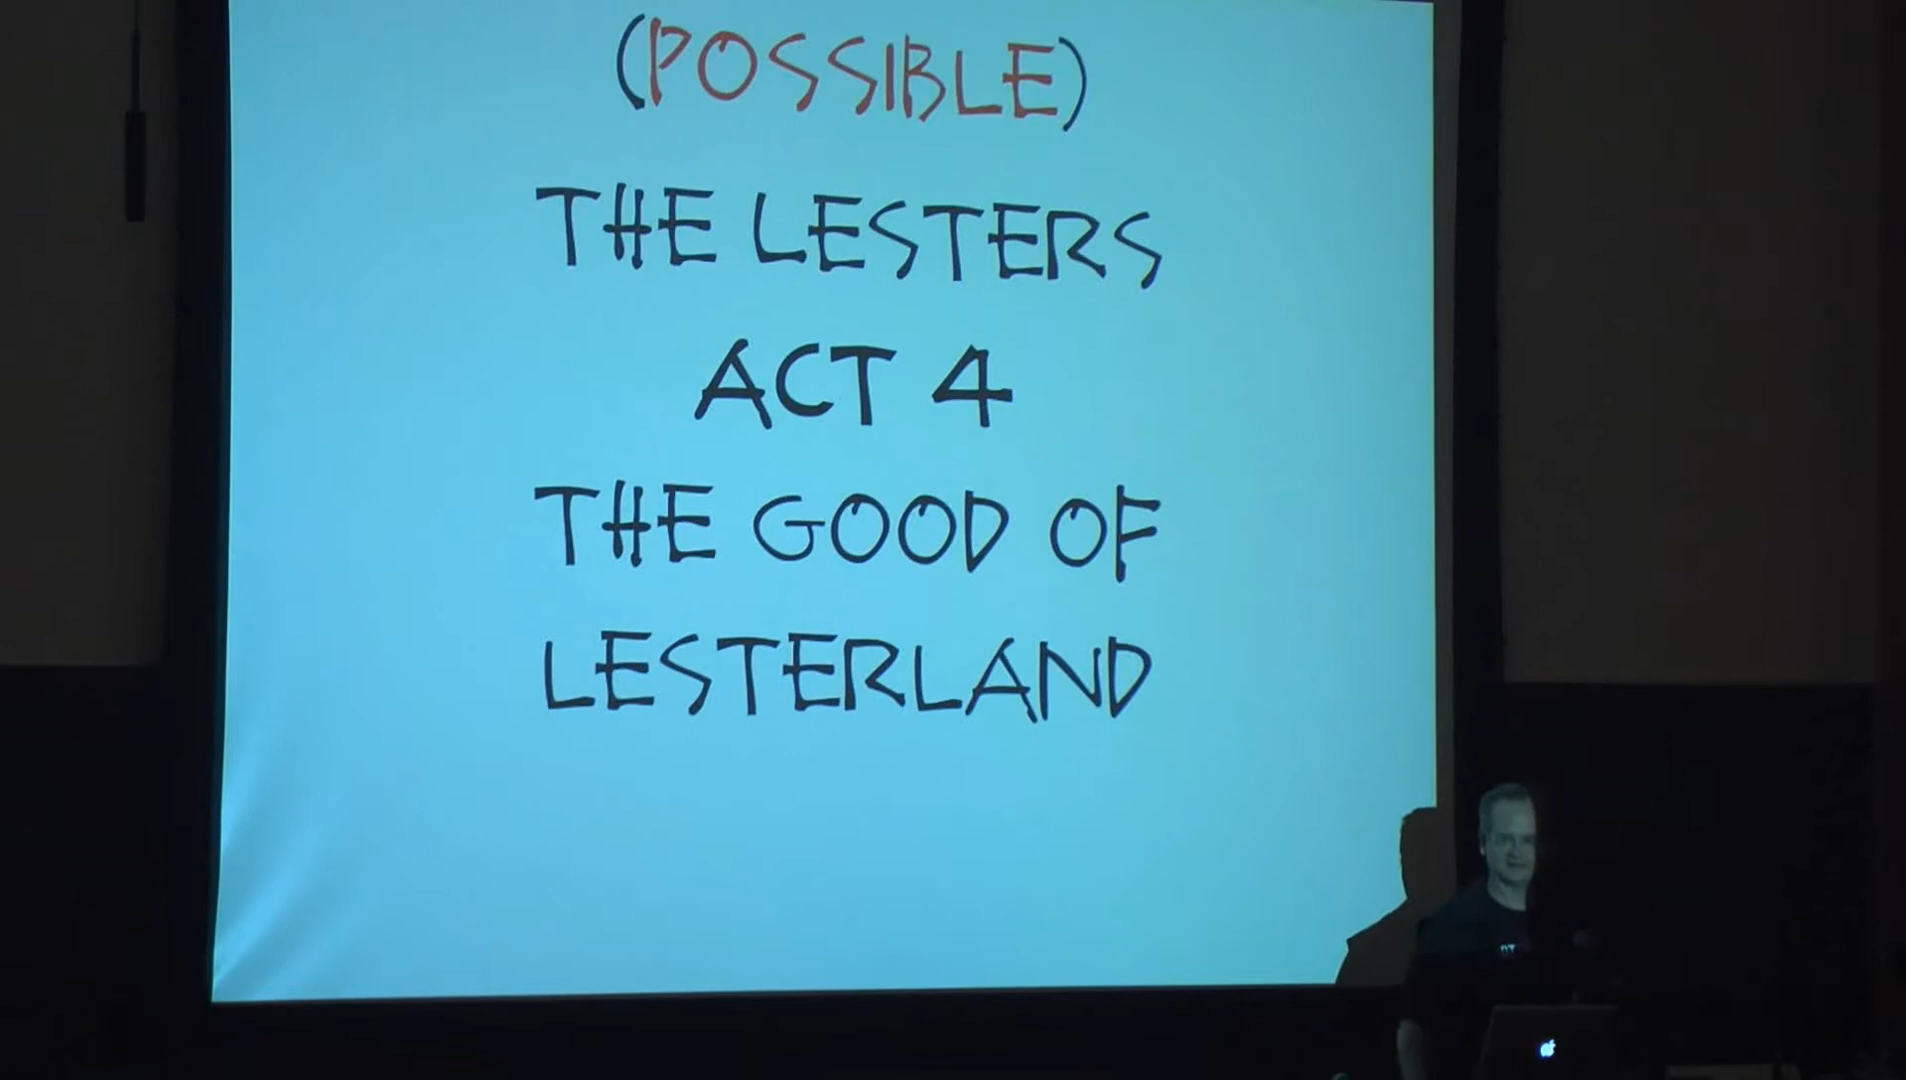 (POSSIBLE)
THE LESTERS
ACT 4
THE GOOD OF
LESTERLAND